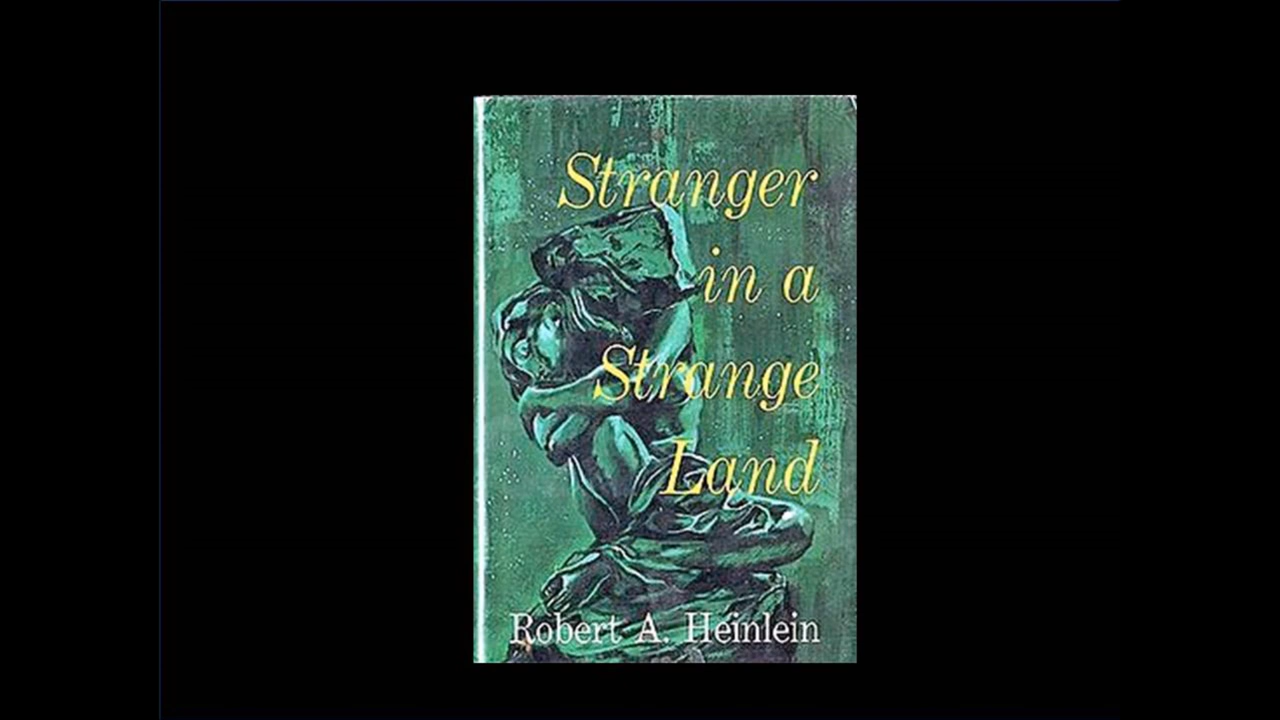 Stranger
in a
Strange
Land
Robert A. Heinlein